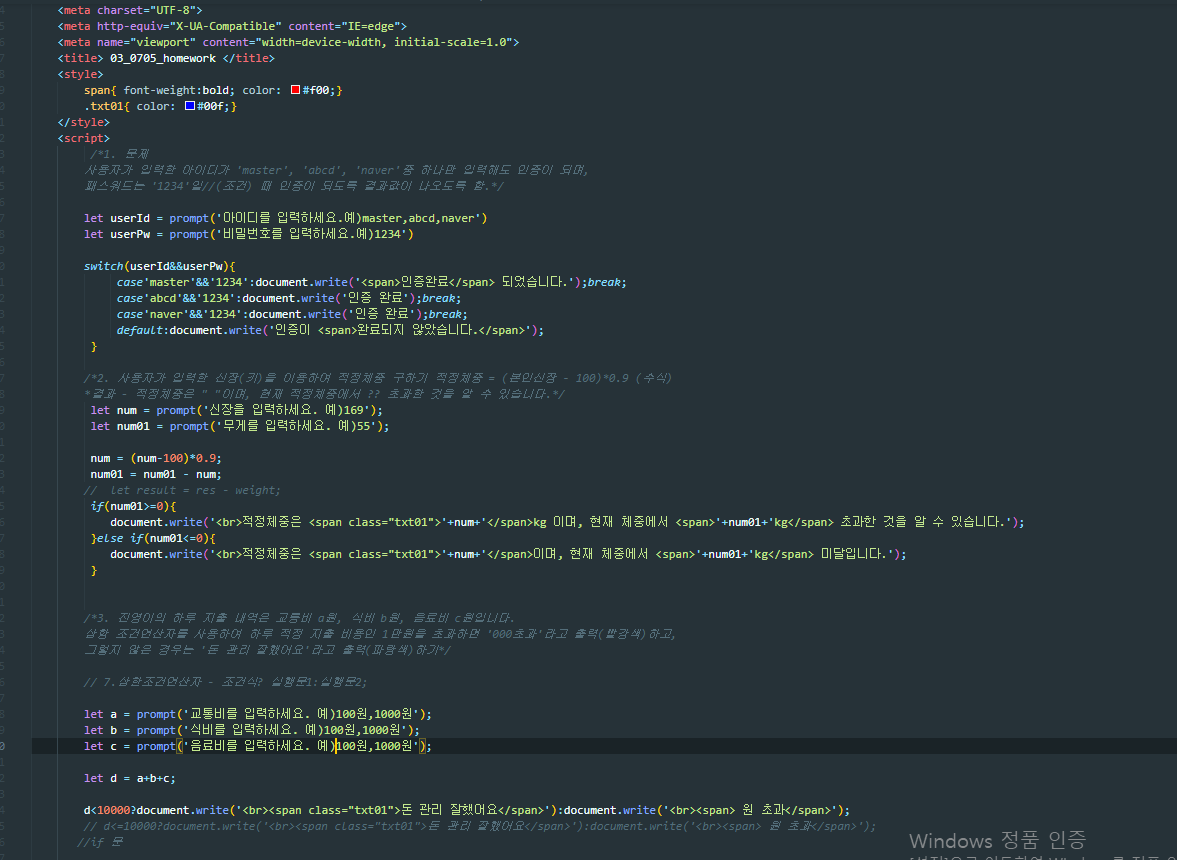 <meta charset="UTF-8">
<meta http-equiv="X-UA-Compatible" content="IE=edge">
<meta name="viewport" content="width=device-width, initial-scale=1.0">
<title> 03_0705_homework </title>
<style>
span{ font-weight:bold; color: #f00;}
.txt01{ color: #00f;}
</style>
<script>
/*1. 문제
사용자가 입력한 아이디가 'master', 'abcd', 'naver'중 하나만 입력해도 인증이 되며,
패스워드는 '1234'일//(조건) 때 인증이 되도록 결과값이 나오도록 함.*/
let userId = prompt('아이디를 입력하세요.예)master,abcd,naver')
let userPw = prompt('비밀번호를 입력하세요.예)1234')
switch(userId&&userPw){
case'master'&&'1234':document.write('<span>인증완료</span> 되었습니다.');break;
case'abcd'&&'1234':document.write('인증 완료');break;
case'naver'&&'1234':document.write('인증 완료');break;
default:document.write('인증이 <span>완료되지 않았습니다.</span>');
}
/*2. 사용자가 입력한 신장(키)을 이용하여 적정체중 구하기 적정체중 = (본인신장 - 100)*0.9 (수식)
*결과 - 적정체중은 " "이며, 현재 적정체중에서 ?? 초과한 것을 알 수 있습니다.*/
let num = prompt('신장을 입력하세요. 예)169');
let num01 = prompt('무게를 입력하세요. 예)55');
num = (num-100)*0.9;
num01 = num01 - num;
// let result = res - weight;
if(num01>=0){
document.write('<br>적정체중은 <span class="txt01">'+num+'</span>kg 이며, 현재 체중에서 <span>'+num01+'kg</span> 초과한 것을 알 수 있습니다.');
}else if(num01<=0){
document.write('<br>적정체중은 <span class="txt01">'+num+'</span>이며, 현재 체중에서 <span>'+num01+'kg</span> 미달입니다.');
}
/*3. 진영이의 하루 지출 내역은 교통비 a원, 식비 b원, 음료비 c원입니다.
삼항 조건연산자를 사용하여 하루 적정 지출 비용인 1만원을 초과하면 '000초과'라고 출력(빨강색)하고,
그렇지 않은 경우는 '돈 관리 잘했어요'라고 출력(파랑색)하기*/
// 7.삼항조건연산자 - 조건식? 실행문1:실행문2;
let a = prompt('교통비를 입력하세요. 예)100원,1000원');
let b = prompt('식비를 입력하세요. 예)100원,1000원');
let c = prompt('음료비를 입력하세요. 예)100원,1000원');
let d = a+b+c;
d<10000?document.write('<br><span class="txt01">돈 관리 잘했어요</span>'):document.write('<br><span> 원 초과</span>');
// d<=10000?document.write('<br><span class="txt01">돈 관리 잘했어요</span>'):document.write('<br><span> 원 초과</span>');
//if 문
Windows 정품 인증